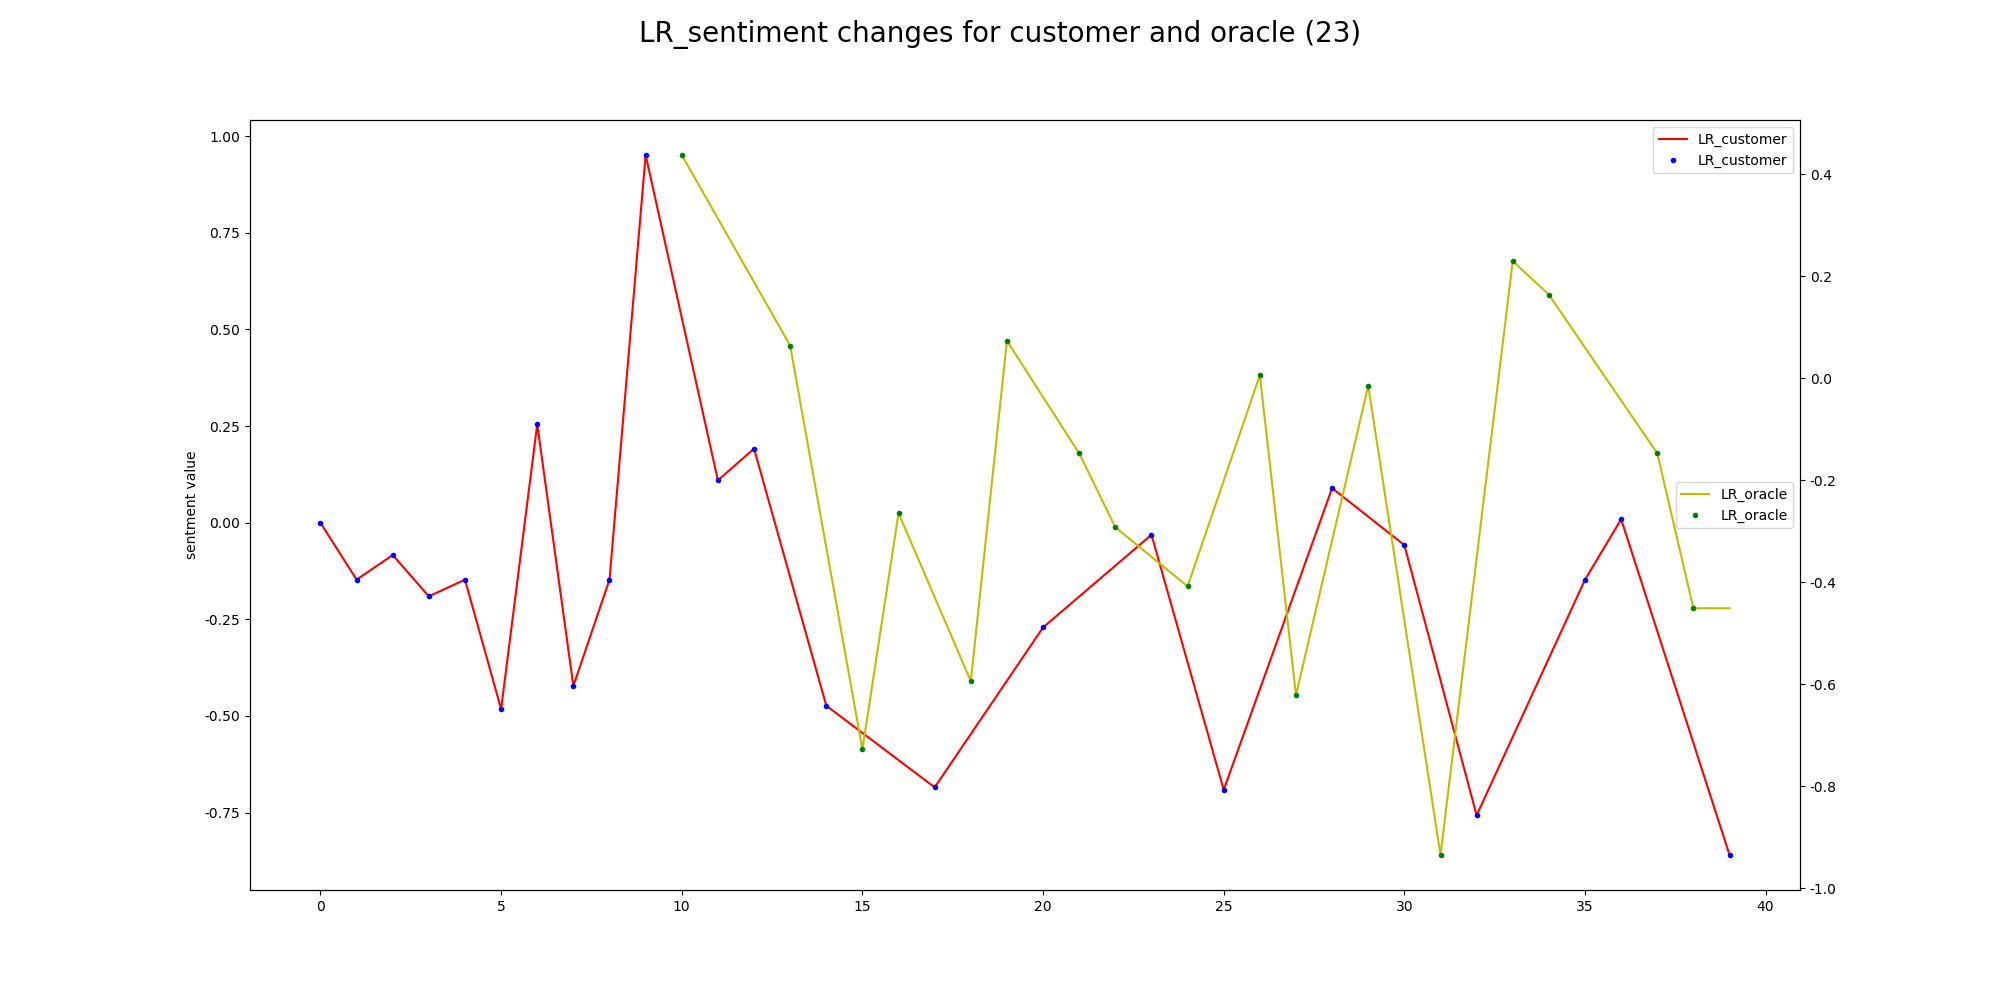 LR_sentiment changes for customer and oracle (23)
1.00
0.75
0.50
0.25
0.00
-0.25
-0.50
-0.75
sentment value
LR_customer
LR_customer
0.4
0.2
0.0
-0.2
-0.4
-0.6
-0.8
-1.0
LR_oracle
LR_oracle
0 5 10 15 20 25 30 35 40